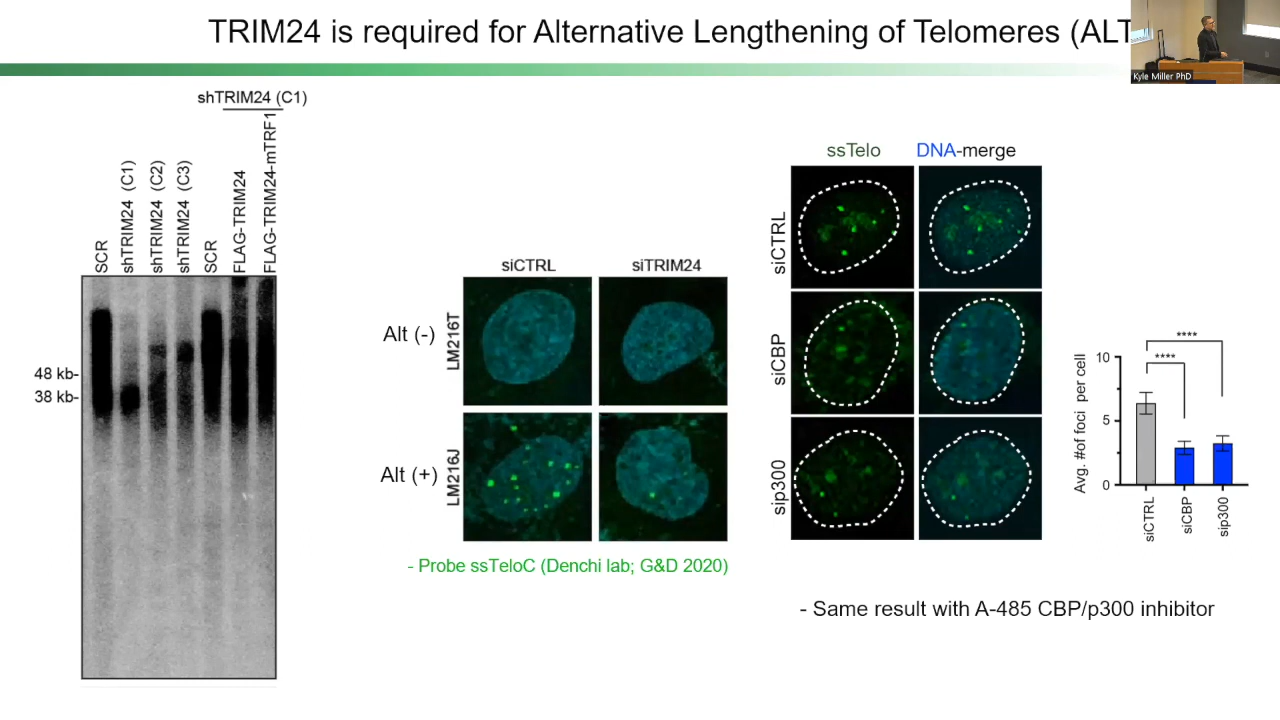 TRIM24 is required for Alternative Lengthening of Telomeres (ALT
Kyle Miller PhD
shTRIM24 (C1)
SCR
shTRIM24 (C1)
shTRIM24 (C2)
shTRIM24 (C3)
SCR
FLAG-TRIM24
FLAG-TRIM24-mTRF1
48 kb-
38 kb-
siCTRL
siTRIM24
Alt (-)
LM216T
Alt (+)
LM216J
- Probe ssTeloC (Denchi lab; G&D 2020)
ssTelo
DNA-merge
siCTRL
siCBP
sip300
Avg. #of foci per cell
10
5
0
****
****
siCTRL
siCBP
sip300
- Same result with A-485 CBP/p300 inhibitor